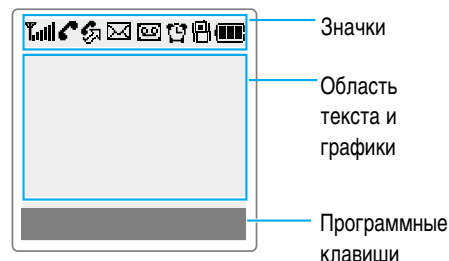 Значки
Область
текста и
графики
Программные
клавиши